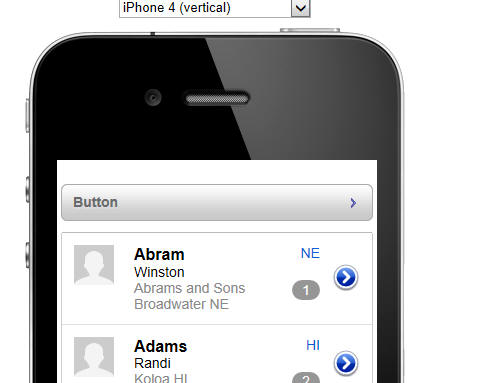 iPhone 4 (vertical)
Button
Abram
NE
Winston
Abrams and Sons
1
Broadwater NE
Adams
HI
Randi
Koloa HI
2